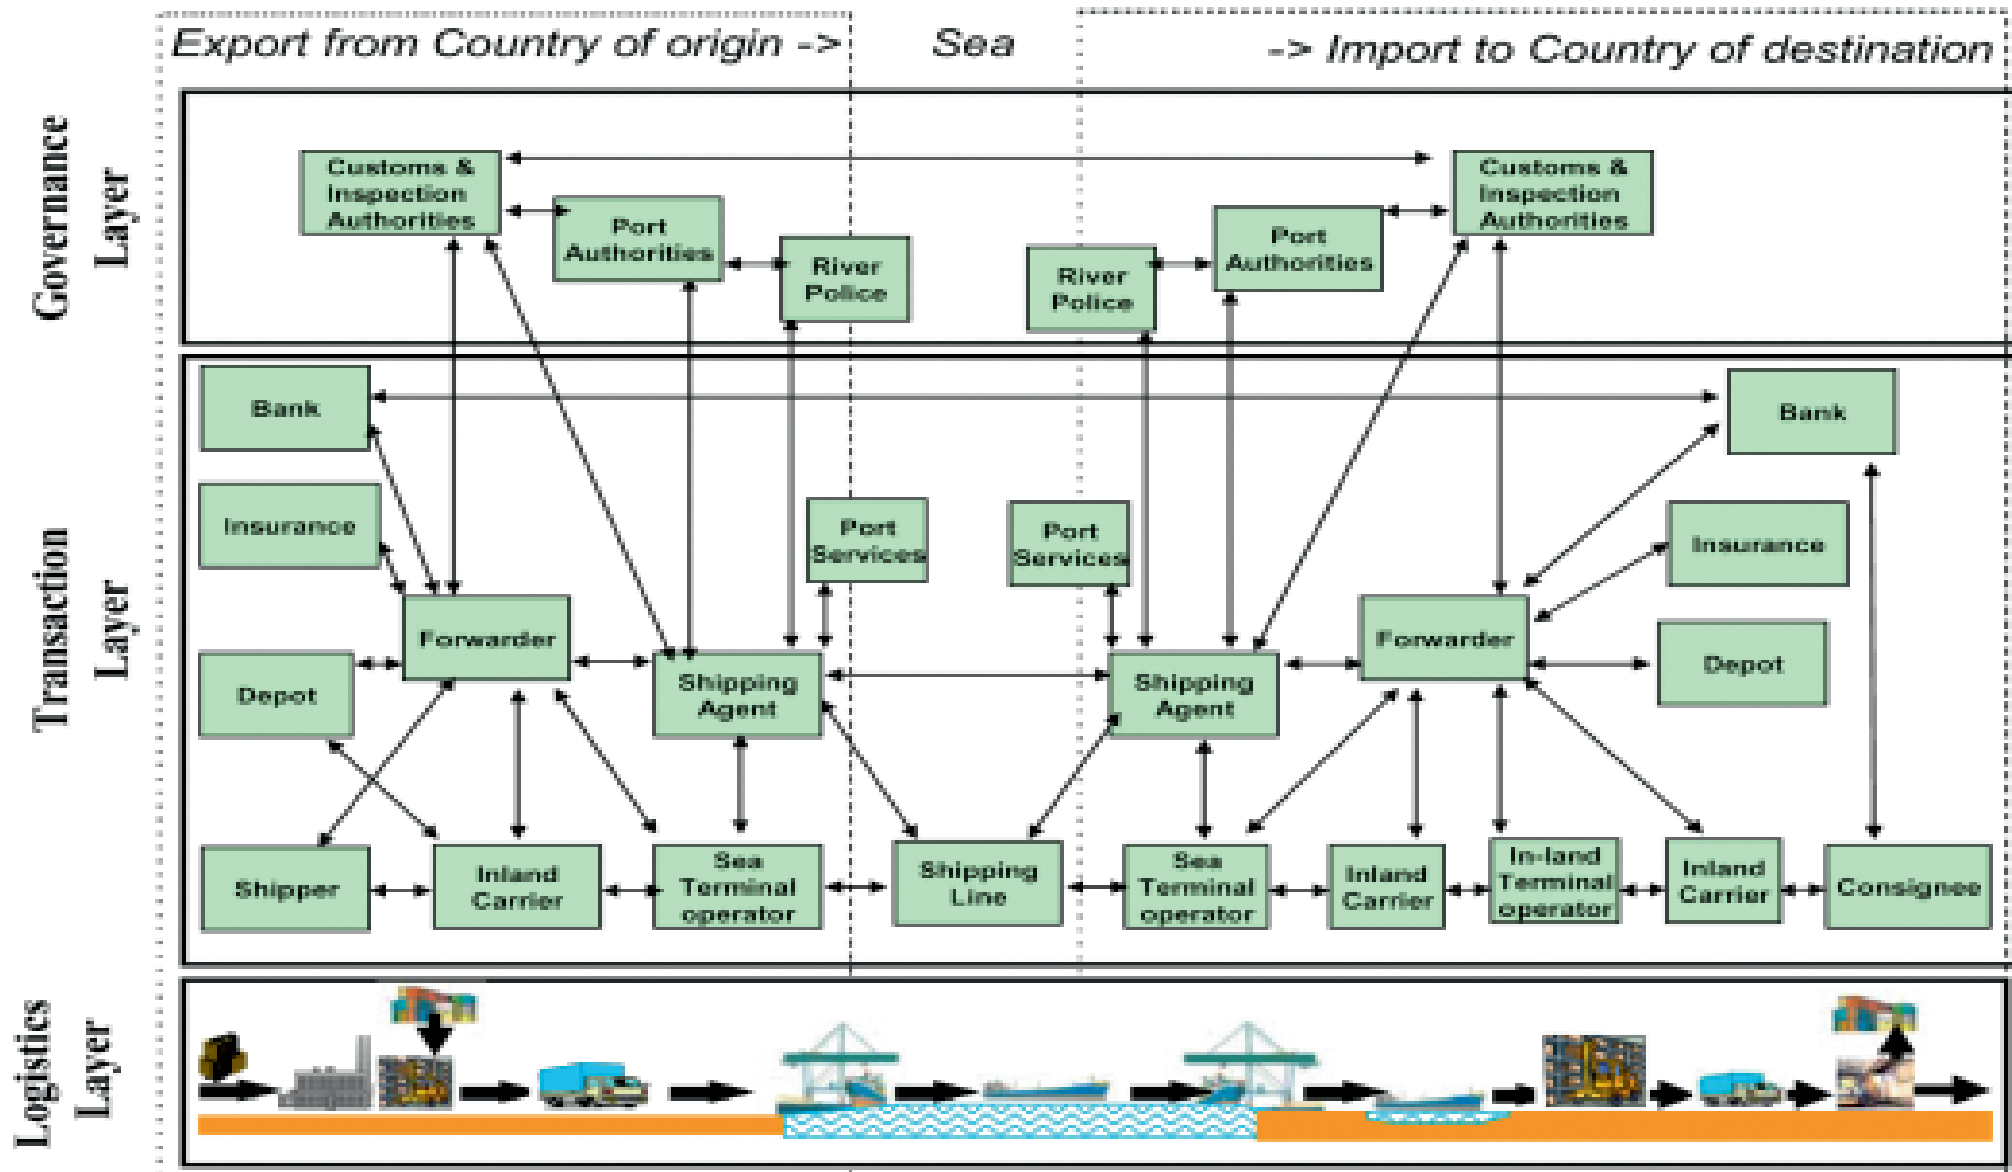 Export from Country of origin ->
Sea
-> Import to Country of destination
Governance
Layer
Customs &
Inspection
Authorities
Port
Authorities
River
Police
River
Police
Port
Authorities
Customs &
Inspection
Authorities
Transaction
Layer
Bank
Bank
Insurance
Port
Services
Port
Services
Insurance
Forwarder
Forwarder
Depot
Shipping
Agent
Shipping
Agent
Depot
Shipper
Inland
Carrier
Sea
Terminal
operator
Shipping
Line
Sea
Terminal
operator
Inland
Carrier
In-land
Terminal
operator
Inland
Carrier
Consignee
Logistics
Layer